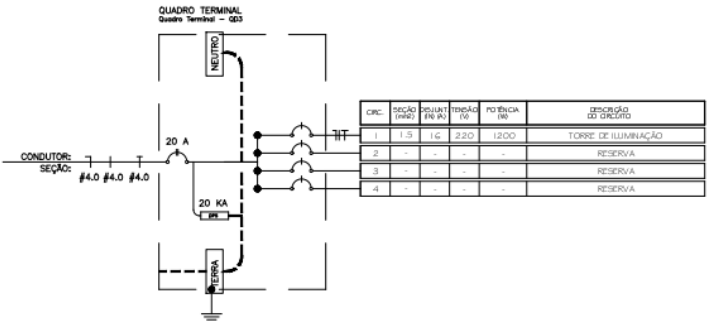 QUADRO TERMINAL
Quadro Terminal – QD3
NEUTRO
CIRC. SEÇÃO (mm2) DISJUNT. (IN) (A) TENSÃO (V) POTÊNCIA (W) DESCRIÇÃO DO CIRCUITO
20 A
1 1.5 16 220 1200 TORRE DE ILUMINAÇÃO
2 - - - - RESERVA
CONDUTOR:
SEÇÃO: #4.0 #4.0 #4.0
3 - - - - RESERVA
4 - - - - RESERVA
20 KA
DPS
TERRA